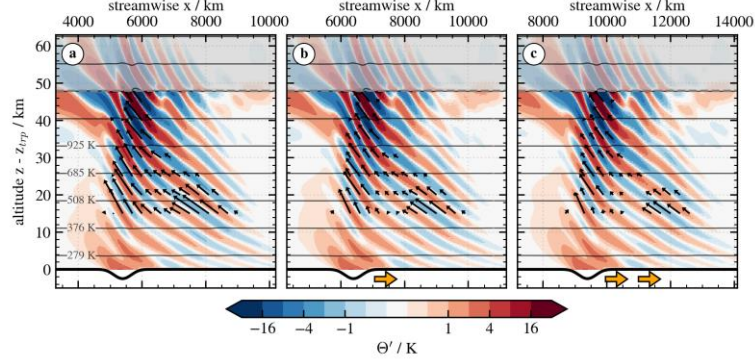 streamwise x / km streamwise x / km streamwise x / km
4000 6000 8000 10000 6000 8000 10000 8000 10000 12000 14000
a b c
60
50
40
30
20
10
0
altitude z - z_trp / km
925 K
685 K
508 K
376 K
279 K
−16 −4 −1 1 4 16
Θ′ / K